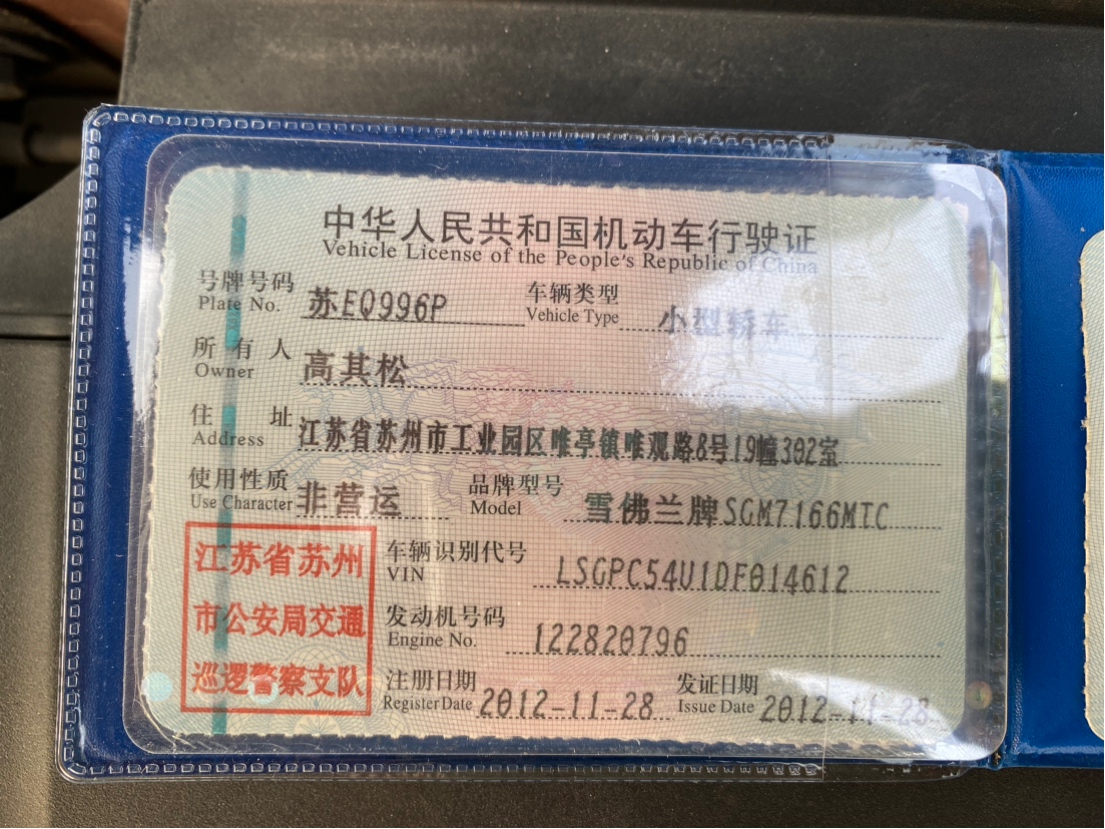 中华人民共和国机动车行驶证
Vehicle License of the People's Republic of China
号牌号码 苏EQ996P 车辆类型 小型轿车
Plate No. Vehicle Type
所有人 高其松
Owner
住址 江苏省苏州市工业园区唯亭镇唯观路8号19幢302室
Address
使用性质 非营运 品牌型号 雪佛兰牌SGM7166MTC
Use Character Model
江苏省苏州
市公安局交通
巡逻警察支队
车辆识别代号 LSGPC54U1DF014612
VIN
发动机号码 122820796
Engine No.
注册日期 2012-11-28 发证日期 2012-11-28
Register Date Issue Date